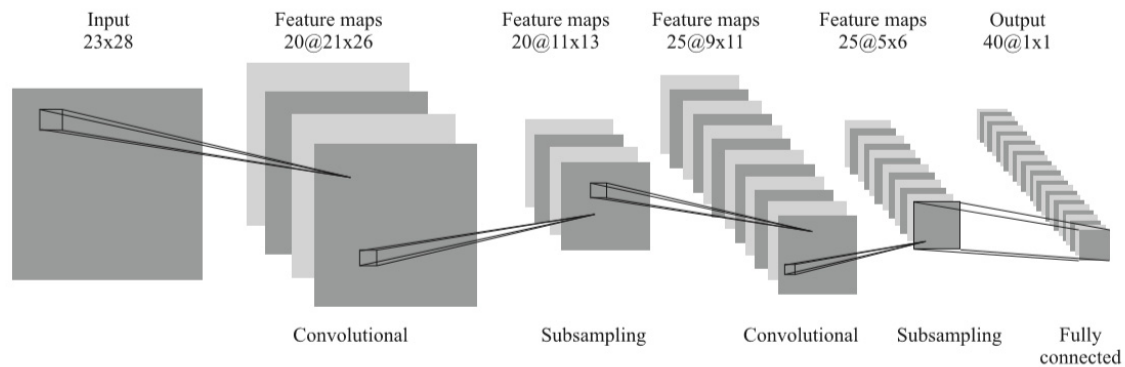 Input
23x28
Feature maps
20@21x26
Feature maps
20@11x13
Feature maps
25@9x11
Feature maps
25@5x6
Output
40@1x1
Convolutional
Subsampling
Convolutional
Subsampling
Fully
connected